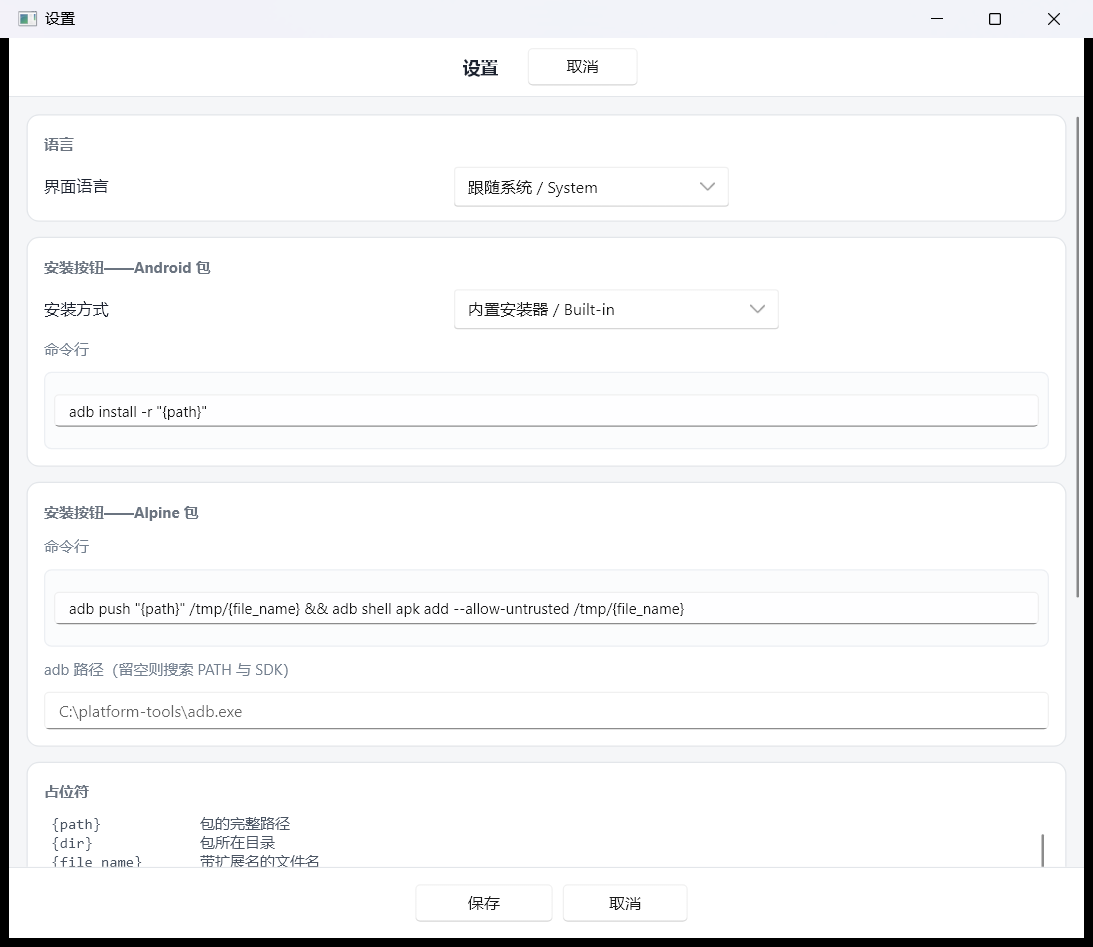 设置
设置 取消
语言
界面语言 跟随系统 / System
安装按钮——Android 包
安装方式 内置安装器 / Built-in
命令行
adb install -r "{path}"
安装按钮——Alpine 包
命令行
adb push "{path}" /tmp/{file_name} && adb shell apk add --allow-untrusted /tmp/{file_name}
adb 路径（留空则搜索 PATH 与 SDK）
C:\platform-tools\adb.exe
占位符
{path} 包的完整路径
{dir} 包所在目录
{file_name} 带扩展名的文件名
保存 取消